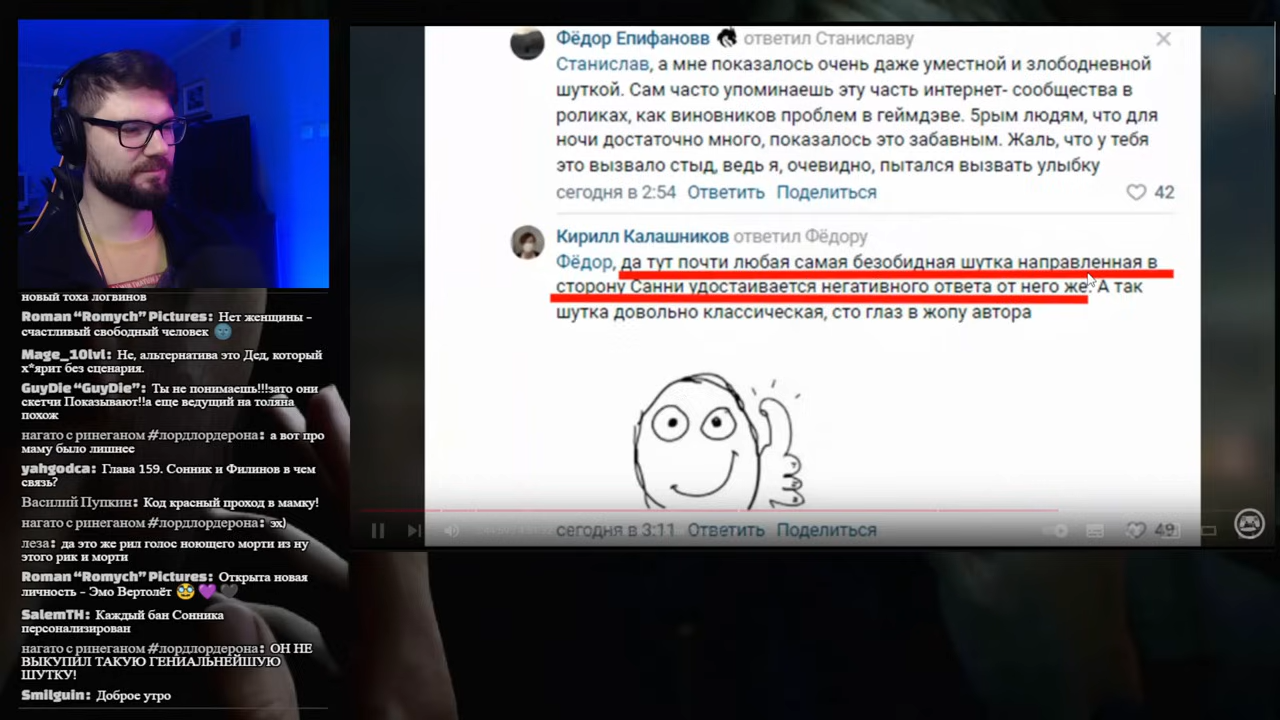 Фёдор Епифановв ответил Станиславу
Станислав, а мне показалось очень даже уместной и злободневной
шуткой. Сам часто упоминаешь эту часть интернет- сообщества в
роликах, как виновников проблем в геймдэве. 5рым людям, что для
ночи достаточно много, показалось это забавным. Жаль, что у тебя
это вызвало стыд, ведь я, очевидно, пытался вызвать улыбку
сегодня в 2:54 Ответить Поделиться 42
Кирилл Калашников ответил Фёдору
Фёдор, да тут почти любая самая безобидная шутка направленная в
сторону Санни удостаивается негативного ответа от него же. А так
шутка довольно классическая, сто глаз в жопу автора
сегодня в 3:11 Ответить Поделиться 49
новый тоха логвинов
Roman “Romych” Pictures: Нет женщины –
счастливый свободный человек
Mage_10lvl: Не, альтернатива это Дед, который
х*ярит без сценария.
GuyDie “GuyDie”: Ты не понимаешь!!!зато они
скетчи Показывают!!а еще ведущий на толяна
похож
нагато с ринеганом #лордлордерона: а вот про
маму было лишнее
yahgodca: Глава 159. Сонник и Филинов в чем
связь?
Василий Пупкин: Код красный проход в мамку!
нагато с ринеганом #лордлордерона: эх)
леза: да это же рил голос ноющего морти из ну
этого рик и морти
Roman “Romych” Pictures: Открыта новая
личность – Эмо Вертолёт
SalemTH: Каждый бан Сонника
персонализирован
нагато с ринеганом #лордлордерона: ОН НЕ
ВЫКУПИЛ ТАКУЮ ГЕНИАЛЬНЕЙШУЮ
ШУТКУ!
Smilguin: Доброе утро